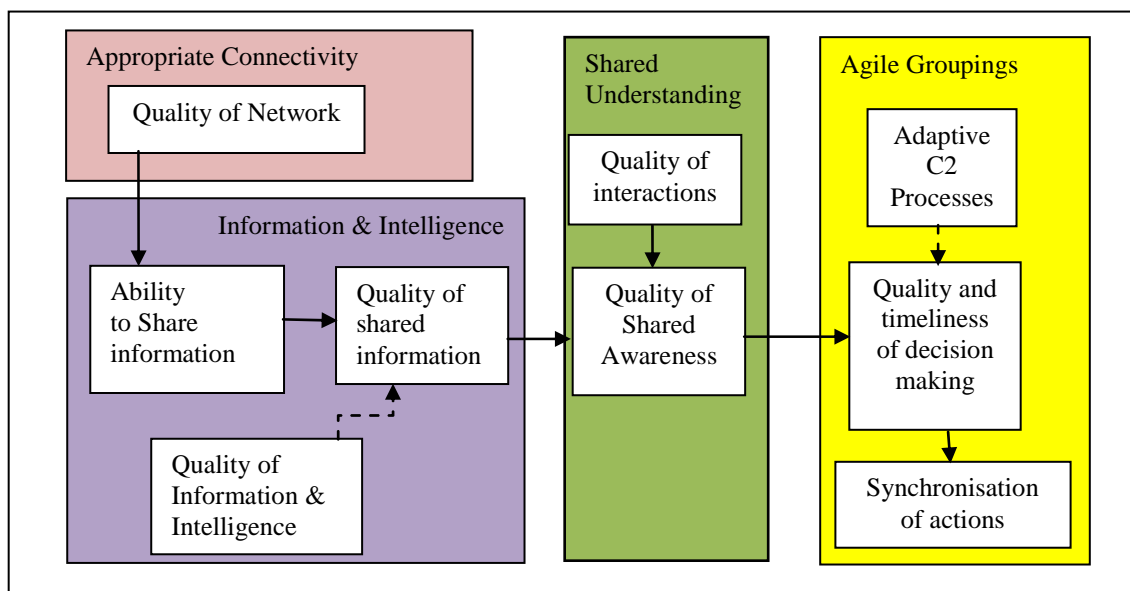 Appropriate Connectivity
Quality of Network
Information & Intelligence
Ability
to Share
information
Quality of
shared
information
Quality of
Information &
Intelligence
Shared
Understanding
Quality of
interactions
Quality of
Shared
Awareness
Agile Groupings
Adaptive
C2
Processes
Quality and
timeliness
of decision
making
Synchronisation
of actions